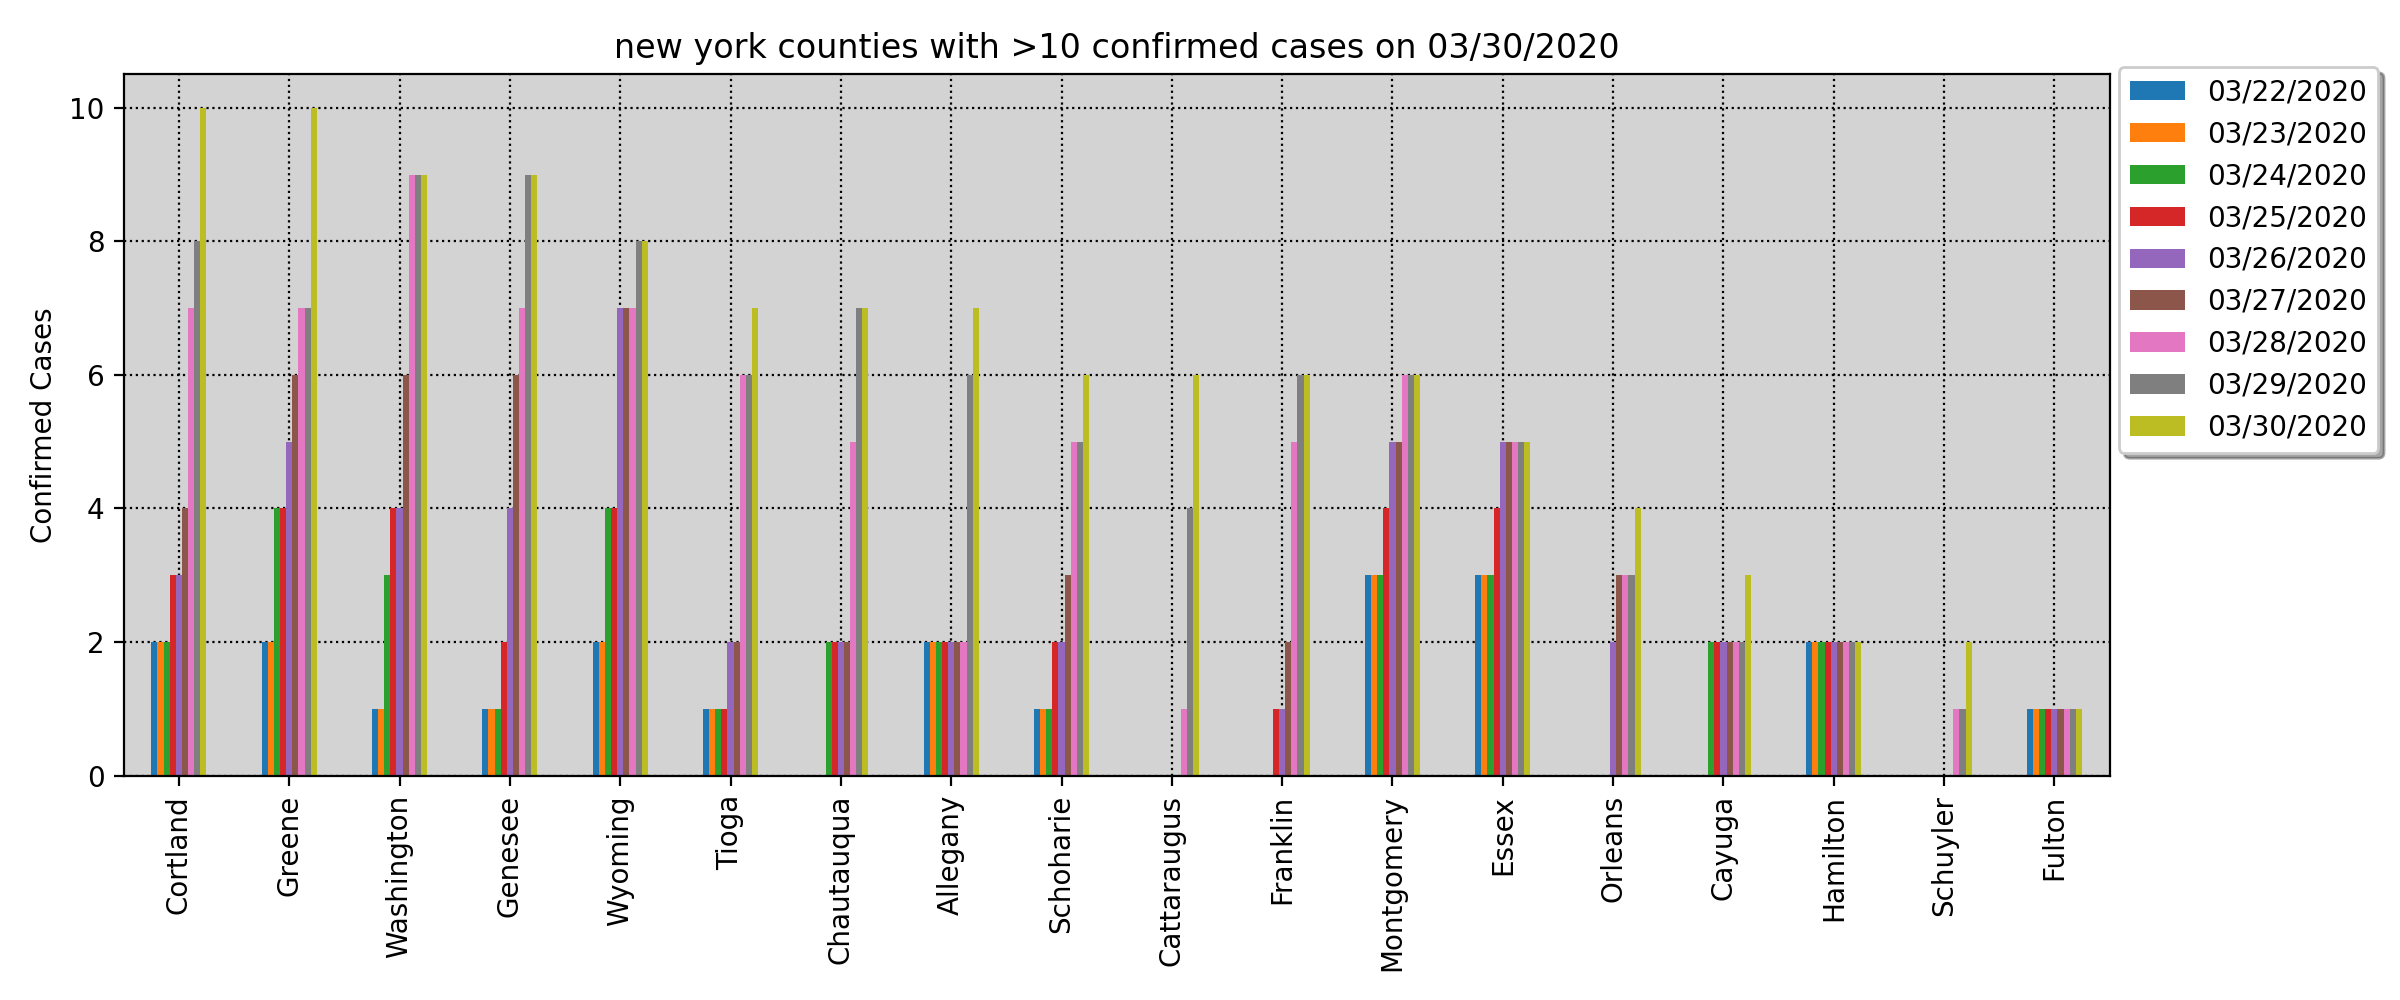 new york counties with >10 confirmed cases on 03/30/2020
03/22/2020
03/23/2020
03/24/2020
03/25/2020
03/26/2020
03/27/2020
03/28/2020
03/29/2020
03/30/2020
Confirmed Cases
10
8
6
4
2
0
Cortland
Greene
Washington
Genesee
Wyoming
Tioga
Chautauqua
Allegany
Schoharie
Cattaraugus
Franklin
Montgomery
Essex
Orleans
Cayuga
Hamilton
Schuyler
Fulton